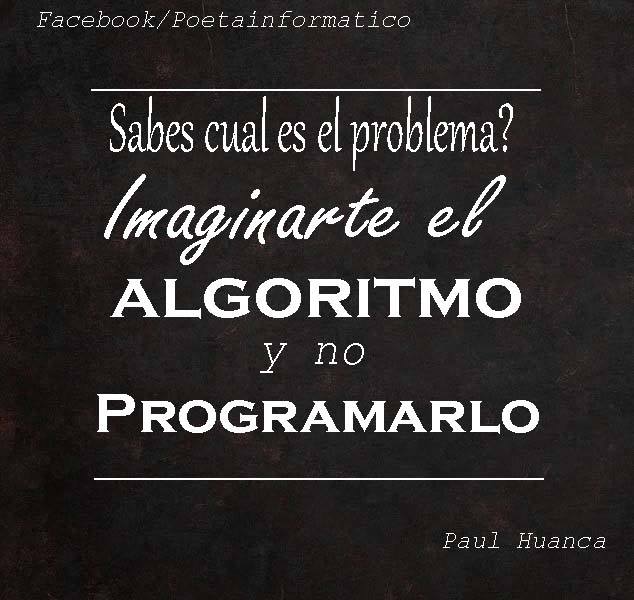 Facebook/Poetainformatico
Sabes cual es el problema?
Imaginarte el
ALGORITMO
y no
PROGRAMARLO
Paul Huanca